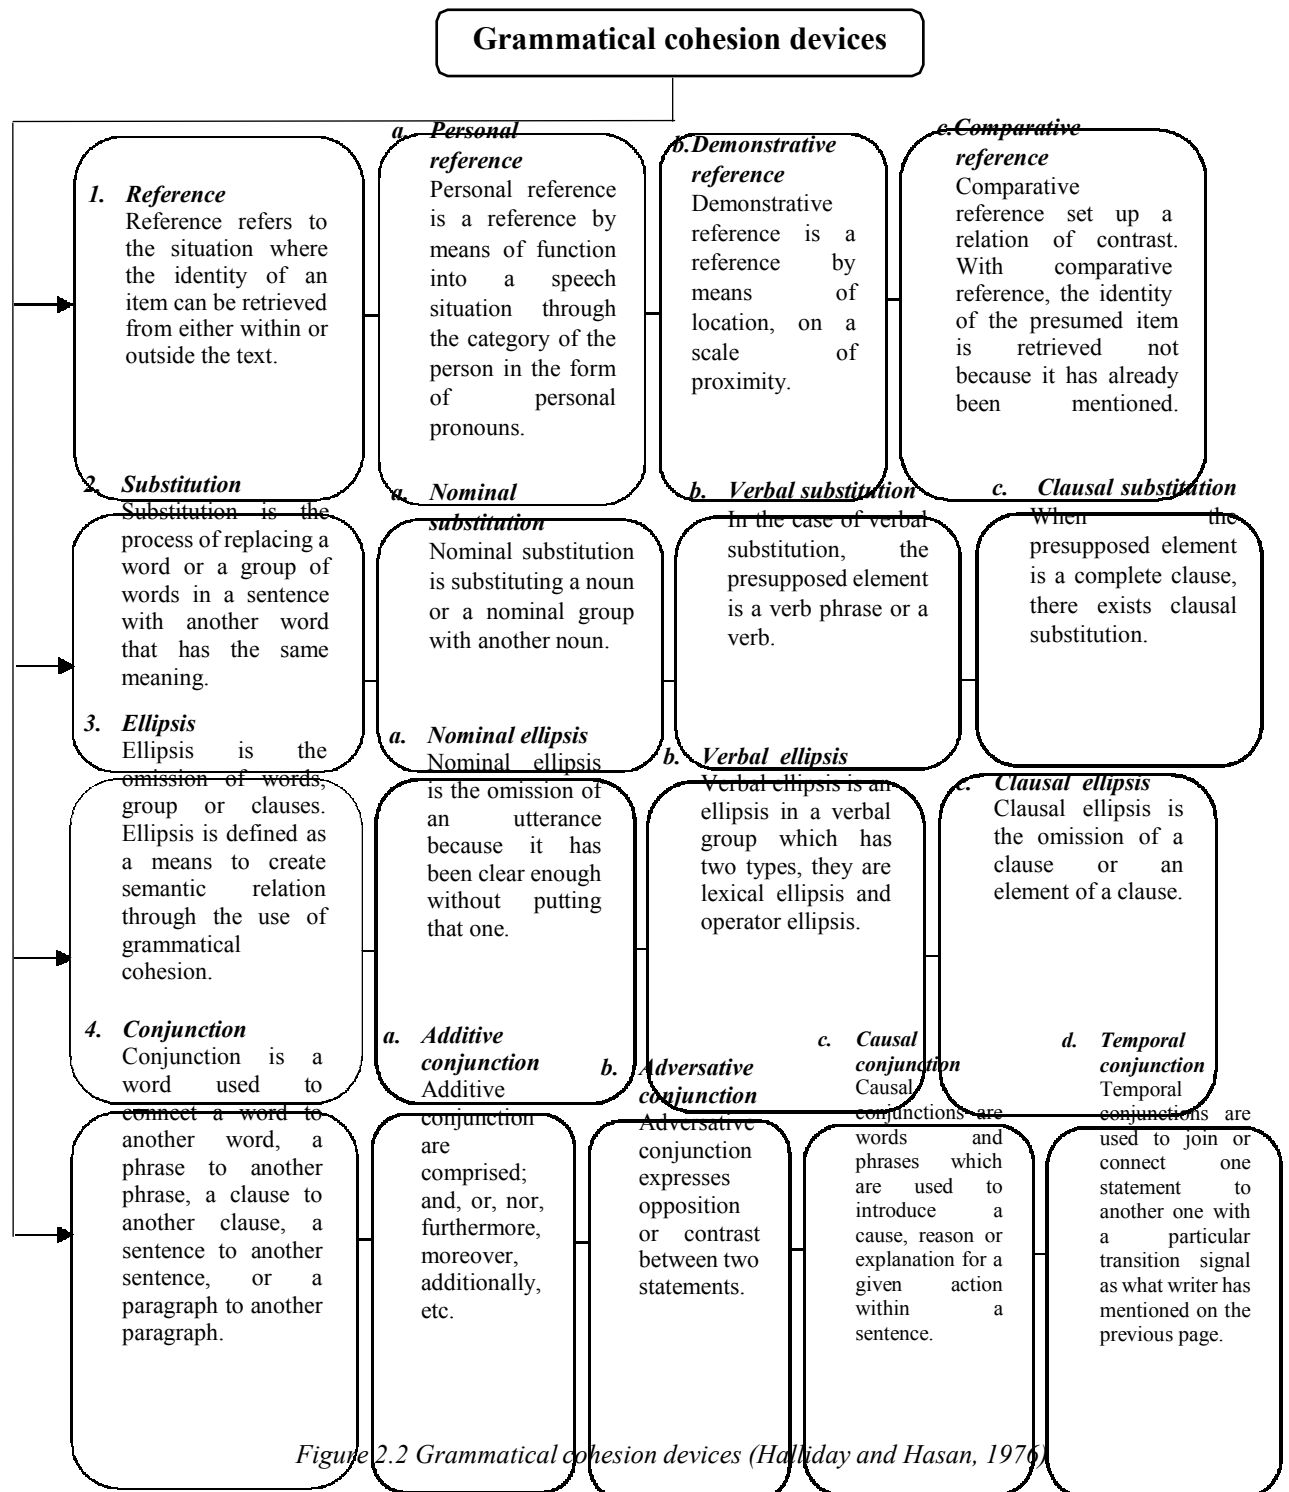 Grammatical cohesion devices
1. Reference
Reference refers to
the situation where
the identity of an
item can be retrieved
from either within or
outside the text.
a. Personal
reference
Personal reference
is a reference by
means of function
into a speech
situation through
the category of the
person in the form
of personal
pronouns.
b.Demonstrative
reference
Demonstrative
reference is a
reference by
means of
location, on a
scale of
proximity.
c.Comparative
reference
Comparative
reference set up a
relation of contrast.
With comparative
reference, the identity
of the presumed item
is retrieved not
because it has already
been mentioned.
2. Substitution
Substitution is the
process of replacing a
word or a group of
words in a sentence
with another word
that has the same
meaning.
a. Nominal
substitution
Nominal substitution
is substituting a noun
or a nominal group
with another noun.
b. Verbal substitution
In the case of verbal
substitution, the
presupposed element
is a verb phrase or a
verb.
c. Clausal substitution
When the
presupposed element
is a complete clause,
there exists clausal
substitution.
3. Ellipsis
Ellipsis is the
omission of words,
group or clauses.
Ellipsis is defined as
a means to create
semantic relation
through the use of
grammatical
cohesion.
a. Nominal ellipsis
Nominal ellipsis
is the omission of
an utterance
because it has
been clear enough
without putting
that one.
b. Verbal ellipsis
Verbal ellipsis is an
ellipsis in a verbal
group which has
two types, they are
lexical ellipsis and
operator ellipsis.
c. Clausal ellipsis
Clausal ellipsis is
the omission of a
clause or an
element of a clause.
4. Conjunction
Conjunction is a
word used to
connect a word to
another word, a
phrase to another
phrase, a clause to
another clause, a
sentence to another
sentence, or a
paragraph to another
paragraph.
a. Additive
conjunction
Additive
conjunction
are
comprised;
and, or, nor,
furthermore,
moreover,
additionally,
etc.
b. Adversative
conjunction
Adversative
conjunction
expresses
opposition
or contrast
between two
statements.
c. Causal
conjunction
Causal
conjunctions are
words and
phrases which
are used to
introduce a
cause, reason or
explanation for a
given action
within a
sentence.
d. Temporal
conjunction
Temporal
conjunctions are
used to join or
connect one
statement to
another one with
a particular
transition signal
as what writer has
mentioned on the
previous page.
Figure 2.2 Grammatical cohesion devices (Halliday and Hasan, 1976)